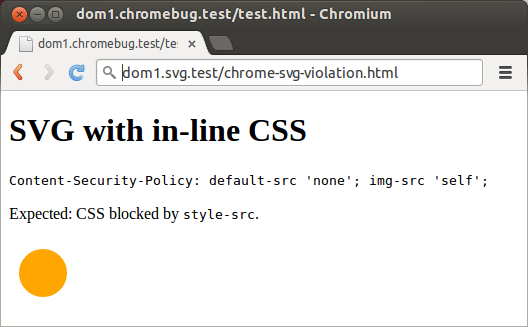 dom1.chromebug.test/test.html - Chromium
dom1.chromebug.test/te
dom1.svg.test/chrome-svg-violation.html
SVG with in-line CSS
Content-Security-Policy: default-src 'none'; img-src 'self';
Expected: CSS blocked by style-src.